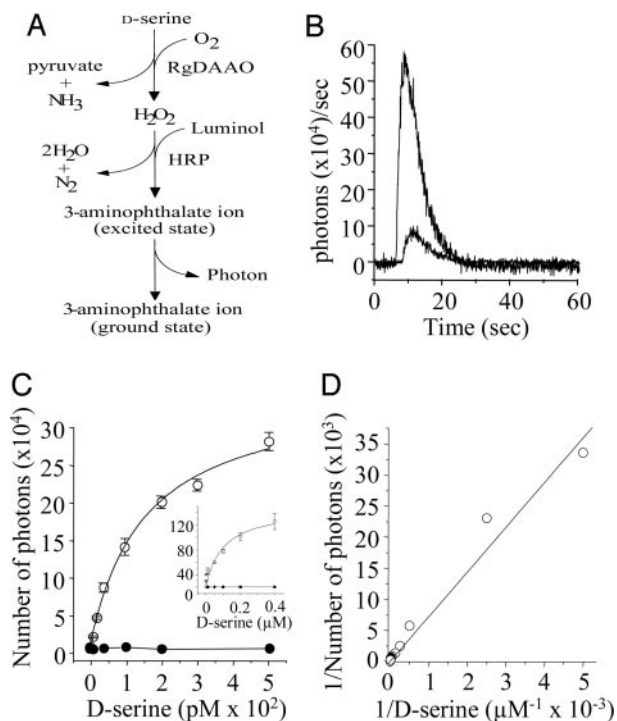 A
D-serine
O2
pyruvate
+
NH3
RgDAAO
H2O2
Luminol
2H2O
+
N2
HRP
3-aminophthalate ion
(excited state)
Photon
3-aminophthalate ion
(ground state)
B
photons (x10⁴)/sec
60
50
40
30
20
10
0
0 20 40 60
Time (sec)
C
Number of photons (x10⁴)
30
25
20
15
10
5
0
0 1 2 3 4 5
D-serine (pM x 10²)
120
80
40
0
0.0 0.2 0.4
D-serine (µM)
D
1/Number of photons (x10³)
35
30
25
20
15
10
5
0
0 1 2 3 4 5
1/D-serine (µM⁻¹ x 10⁻³)